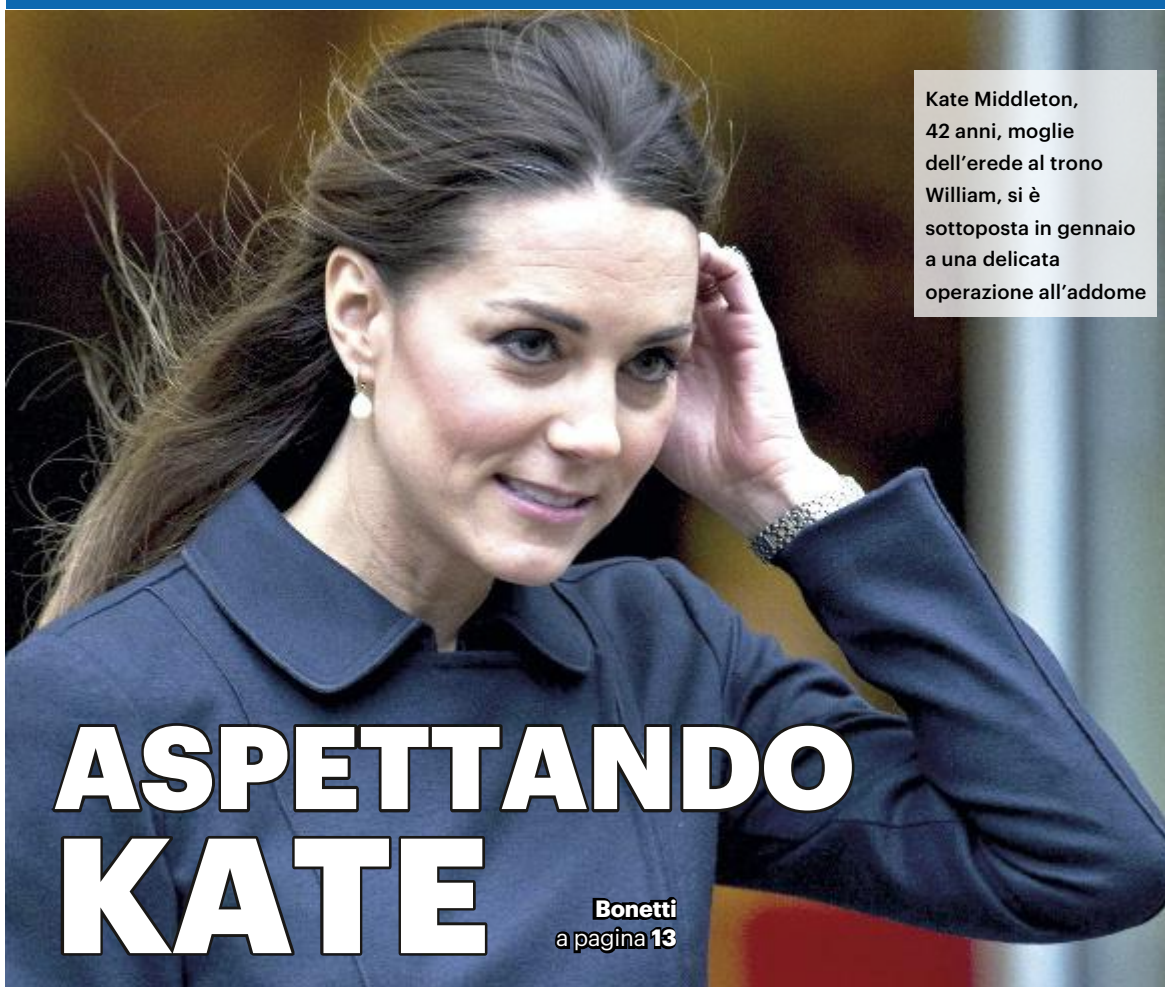 Kate Middleton,
42 anni, moglie
dell'erede al trono
William, si è
sottoposta in gennaio
a una delicata
operazione all'addome
ASPETTANDO
KATE
Bonetti
a pagina 13